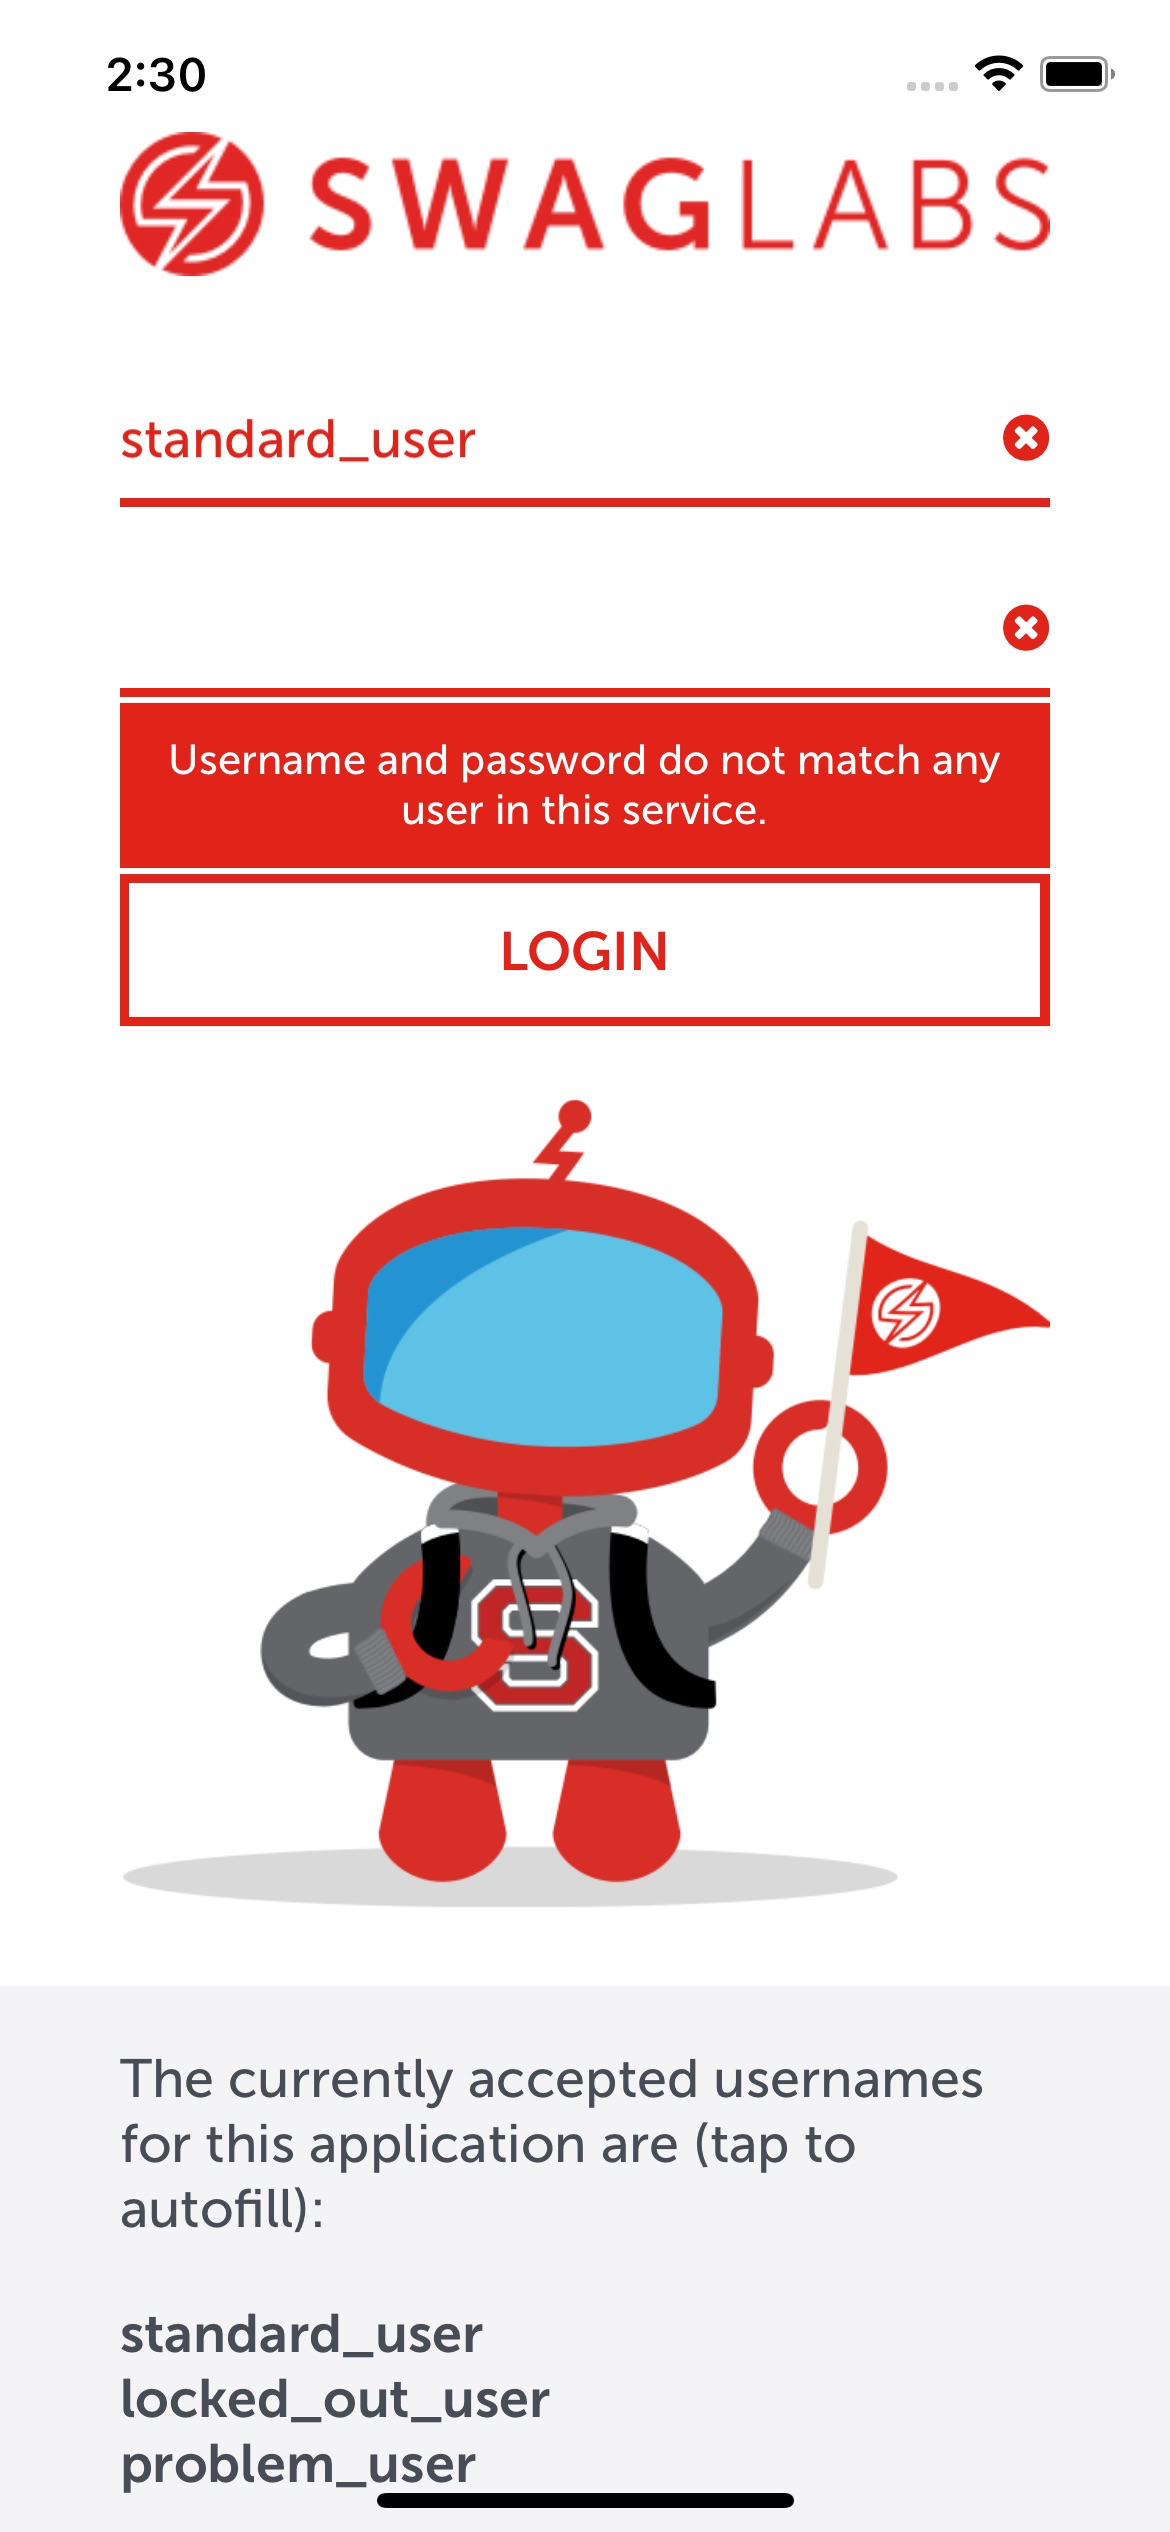 2:30
SWAGLABS
standard_user
Username and password do not match any
user in this service.
LOGIN
S
The currently accepted usernames
for this application are (tap to
autofill):
standard_user
locked_out_user
problem_user